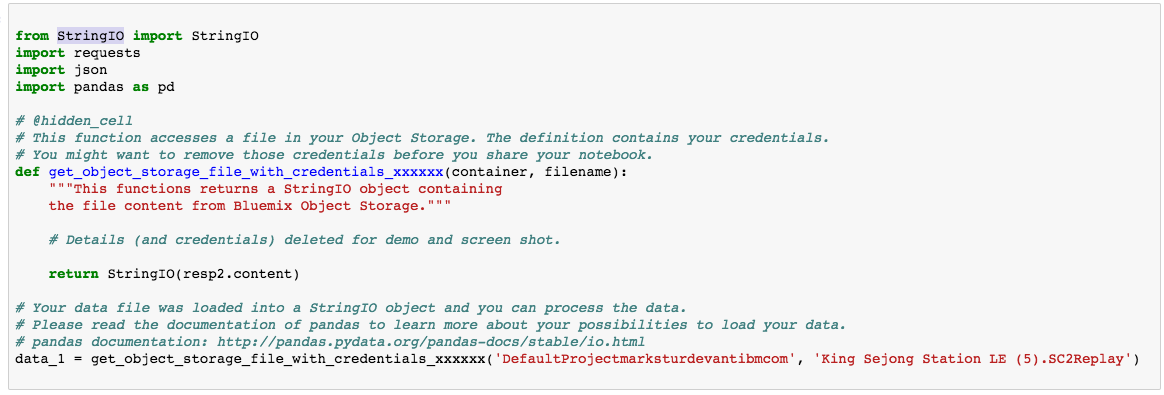 from StringIO import StringIO
import requests
import json
import pandas as pd
# @hidden_cell
# This function accesses a file in your Object Storage. The definition contains your credentials.
# You might want to remove those credentials before you share your notebook.
def get_object_storage_file_with_credentials_xxxxxx(container, filename):
    """This functions returns a StringIO object containing
    the file content from Bluemix Object Storage."""
    # Details (and credentials) deleted for demo and screen shot.
    return StringIO(resp2.content)
# Your data file was loaded into a StringIO object and you can process the data.
# Please read the documentation of pandas to learn more about your possibilities to load your data.
# pandas documentation: http://pandas.pydata.org/pandas-docs/stable/io.html
data_1 = get_object_storage_file_with_credentials_xxxxxx('DefaultProjectmarksturdevantibmcom', 'King Sejong Station LE (5).SC2Replay')